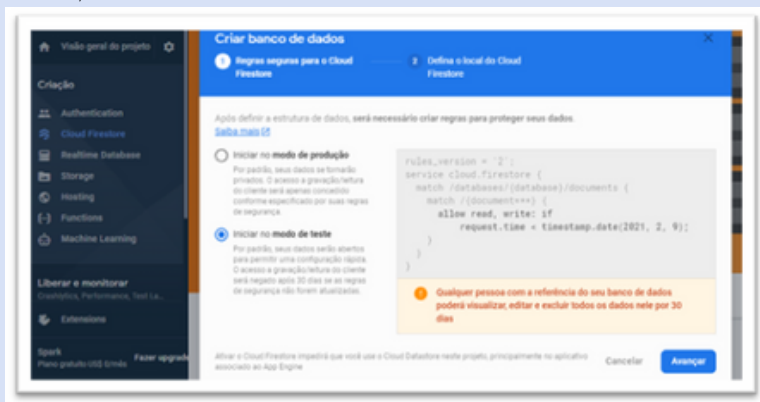 Visão geral do projeto
Criação
Authentication
Cloud Firestore
Realtime Database
Storage
Hosting
Functions
Machine Learning
Liberar e monitorar
Crashlytics, Performance, Test La...
Extensions
Spark
Plano gratuito US$ 0/mês
Fazer upgrade
Criar banco de dados
1 Regras seguras para o Cloud
Firestore
2 Defina o local do Cloud
Firestore
Após definir a estrutura de dados, será necessário criar regras para proteger seus dados.
Saiba mais
Iniciar no modo de produção
Por padrão, seus dados se tornarão
privados. O acesso a gravação/leitura
do cliente será apenas concedido
conforme especificado por suas regras
de segurança.
Iniciar no modo de teste
Por padrão, seus dados serão abertos
para permitir uma configuração rápida.
O acesso a gravação/leitura do cliente
será negado após 30 dias se as regras
de segurança não forem atualizadas.
rules_version = '2';
service cloud.firestore {
match /databases/{database}/documents {
match /{document=**} {
allow read, write: if
request.time < timestamp.date(2021, 2, 9);
}
}
}
Qualquer pessoa com a referência do seu banco de dados
poderá visualizar, editar e excluir todos os dados nele por 30
dias
Ativar o Cloud Firestore impedirá que você use o Cloud Datastore neste projeto, principalmente no aplicativo
associado ao App Engine
Cancelar
Avançar